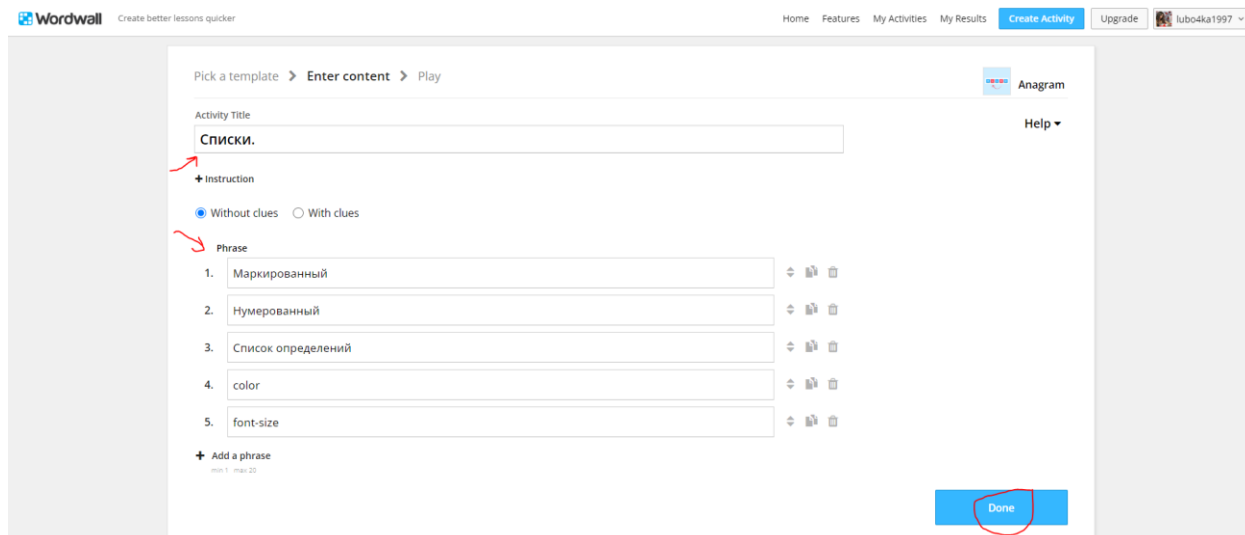 Wordwall Create better lessons quicker Home Features My Activities My Results Create Activity Upgrade lubo4ka1997
Pick a template > Enter content > Play
Anagram
Activity Title
Help
Списки.
+ Instruction
Without clues With clues
Phrase
1. Маркированный
2. Нумерованный
3. Список определений
4. color
5. font-size
+ Add a phrase
min 1 max 20
Done